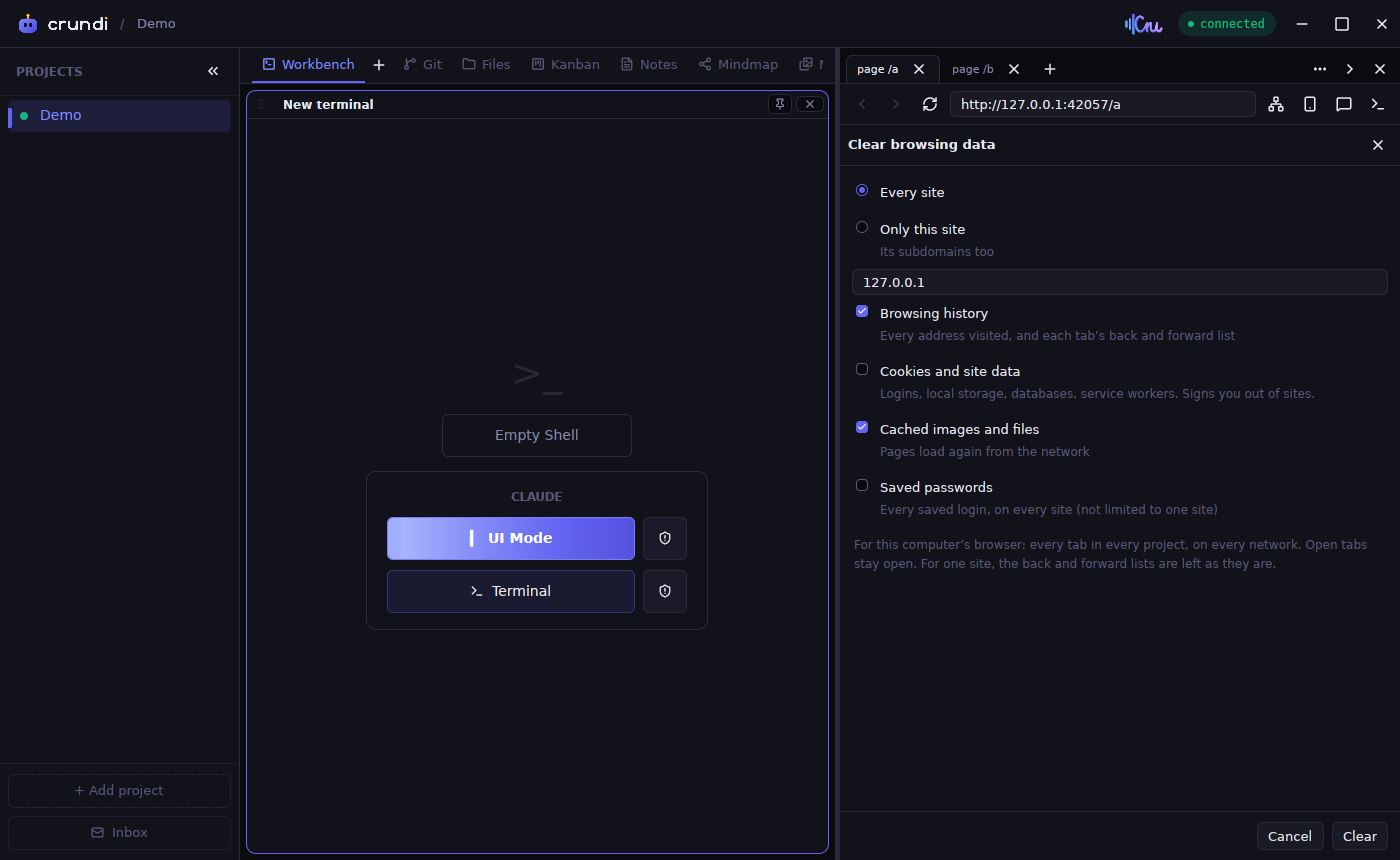 crundi / Demo
Cru
connected
PROJECTS
Demo
+ Add project
Inbox
Workbench
Git
Files
Kanban
Notes
Mindmap
New terminal
>_
Empty Shell
CLAUDE
UI Mode
Terminal
page /a
page /b
http://127.0.0.1:42057/a
Clear browsing data
Every site
Only this site
Its subdomains too
127.0.0.1
Browsing history
Every address visited, and each tab’s back and forward list
Cookies and site data
Logins, local storage, databases, service workers. Signs you out of sites.
Cached images and files
Pages load again from the network
Saved passwords
Every saved login, on every site (not limited to one site)
For this computer’s browser: every tab in every project, on every network. Open tabs
stay open. For one site, the back and forward lists are left as they are.
Cancel
Clear